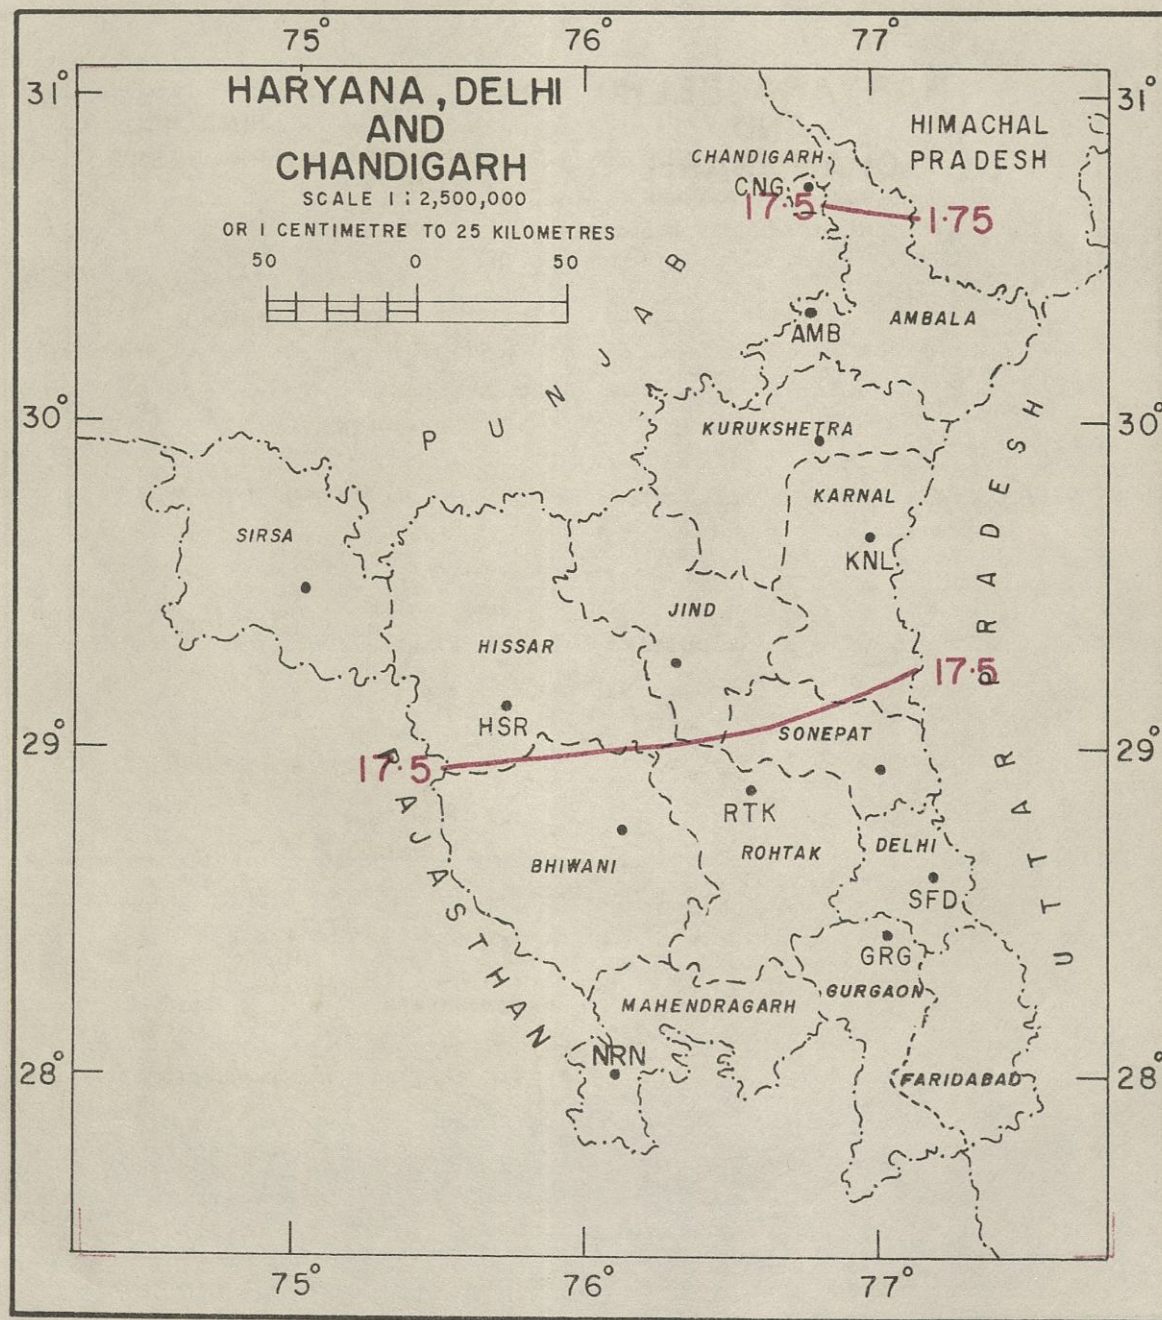 75° 76° 77°
31° 31°
HARYANA, DELHI
AND
CHANDIGARH
SCALE 1 : 2,500,000
OR 1 CENTIMETRE TO 25 KILOMETRES
50 0 50
HIMACHAL
PRADESH
CHANDIGARH
CNG
17·5 1·75
PUNJAB
AMBALA
AMB
30° 30°
KURUKSHETRA
KARNAL
KNL
SIRSA
JIND
HISSAR
HSR
UTTAR PRADESH
17·5
29° 29°
SONEPAT
17·5
RTK
ROHTAK
DELHI
SFD
BHIWANI
RAJASTHAN
GRG
GURGAON
MAHENDRAGARH
NRN
28° 28°
FARIDABAD
75° 76° 77°